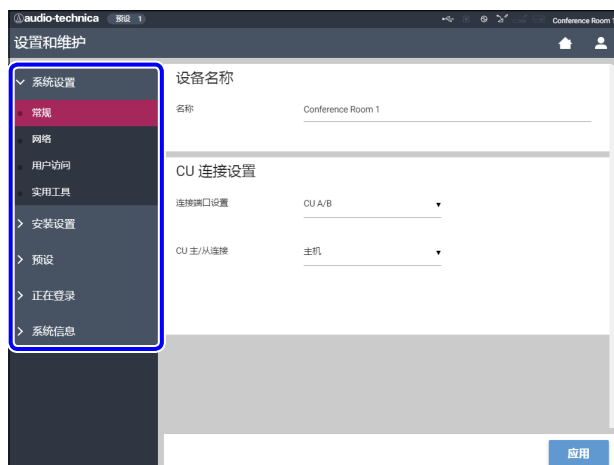 audio-technica 预设 1 Conference Room 1
设置和维护
系统设置
常规
网络
用户访问
实用工具
安装设置
预设
正在登录
系统信息
设备名称
名称 Conference Room 1
CU 连接设置
连接端口设置 CU A/B
CU 主/从连接 主机
应用